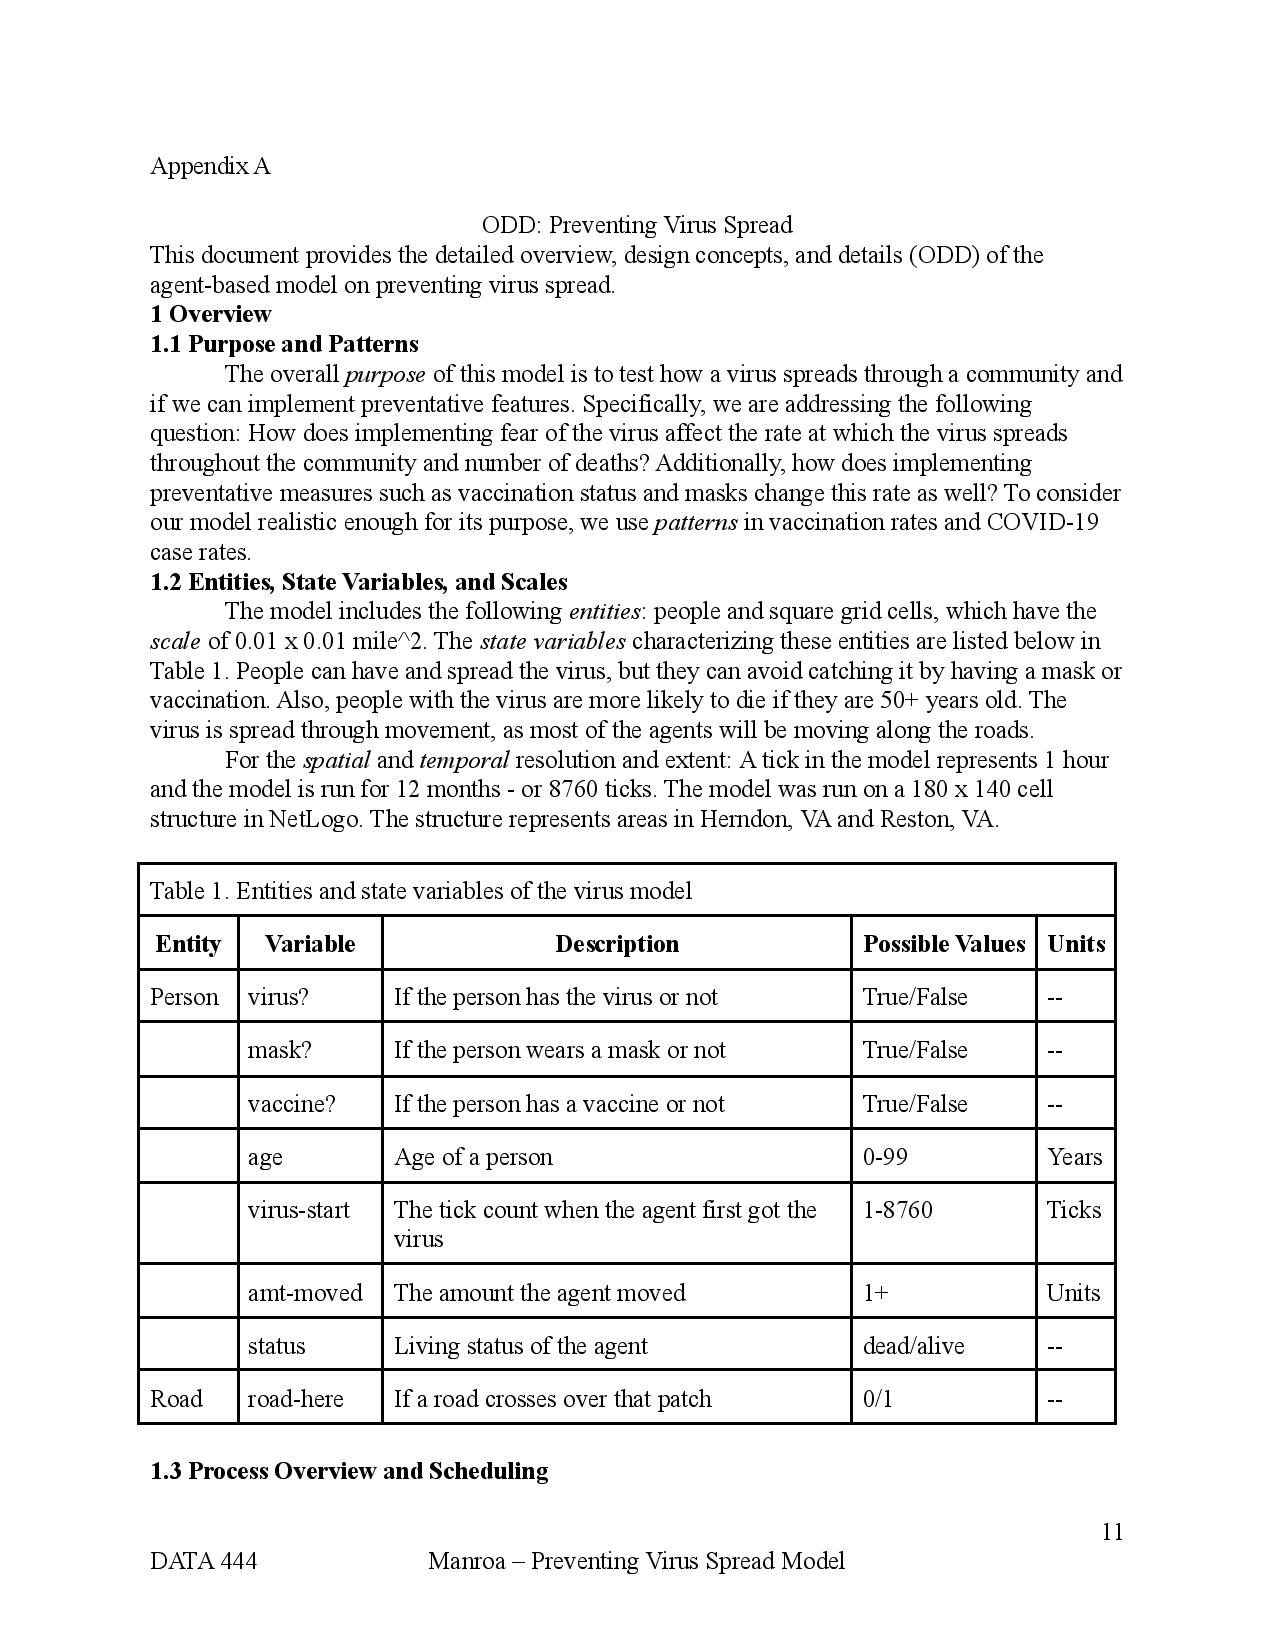 Appendix A
ODD: Preventing Virus Spread
This document provides the detailed overview, design concepts, and details (ODD) of the
agent-based model on preventing virus spread.
1 Overview
1.1 Purpose and Patterns
The overall purpose of this model is to test how a virus spreads through a community and
if we can implement preventative features. Specifically, we are addressing the following
question: How does implementing fear of the virus affect the rate at which the virus spreads
throughout the community and number of deaths? Additionally, how does implementing
preventative measures such as vaccination status and masks change this rate as well? To consider
our model realistic enough for its purpose, we use patterns in vaccination rates and COVID-19
case rates.
1.2 Entities, State Variables, and Scales
The model includes the following entities: people and square grid cells, which have the
scale of 0.01 x 0.01 mile^2. The state variables characterizing these entities are listed below in
Table 1. People can have and spread the virus, but they can avoid catching it by having a mask or
vaccination. Also, people with the virus are more likely to die if they are 50+ years old. The
virus is spread through movement, as most of the agents will be moving along the roads.
For the spatial and temporal resolution and extent: A tick in the model represents 1 hour
and the model is run for 12 months - or 8760 ticks. The model was run on a 180 x 140 cell
structure in NetLogo. The structure represents areas in Herndon, VA and Reston, VA.
Table 1. Entities and state variables of the virus model
Entity Variable Description Possible Values Units
Person virus? If the person has the virus or not True/False --
mask? If the person wears a mask or not True/False --
vaccine? If the person has a vaccine or not True/False --
age Age of a person 0-99 Years
virus-start The tick count when the agent first got the 1-8760 Ticks
virus
amt-moved The amount the agent moved 1+ Units
status Living status of the agent dead/alive --
Road road-here If a road crosses over that patch 0/1 --
1.3 Process Overview and Scheduling
11
DATA 444 Manroa – Preventing Virus Spread Model